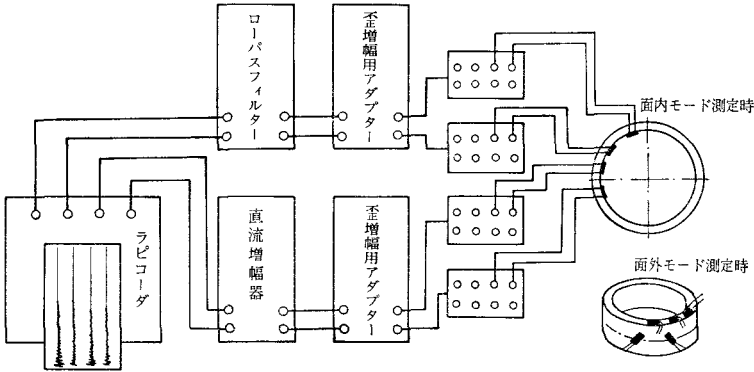 ローパスフィルター
歪増幅用アダプター
面内モード測定時
ラピコーダ
直流増幅器
歪増幅用アダプター
面外モード測定時